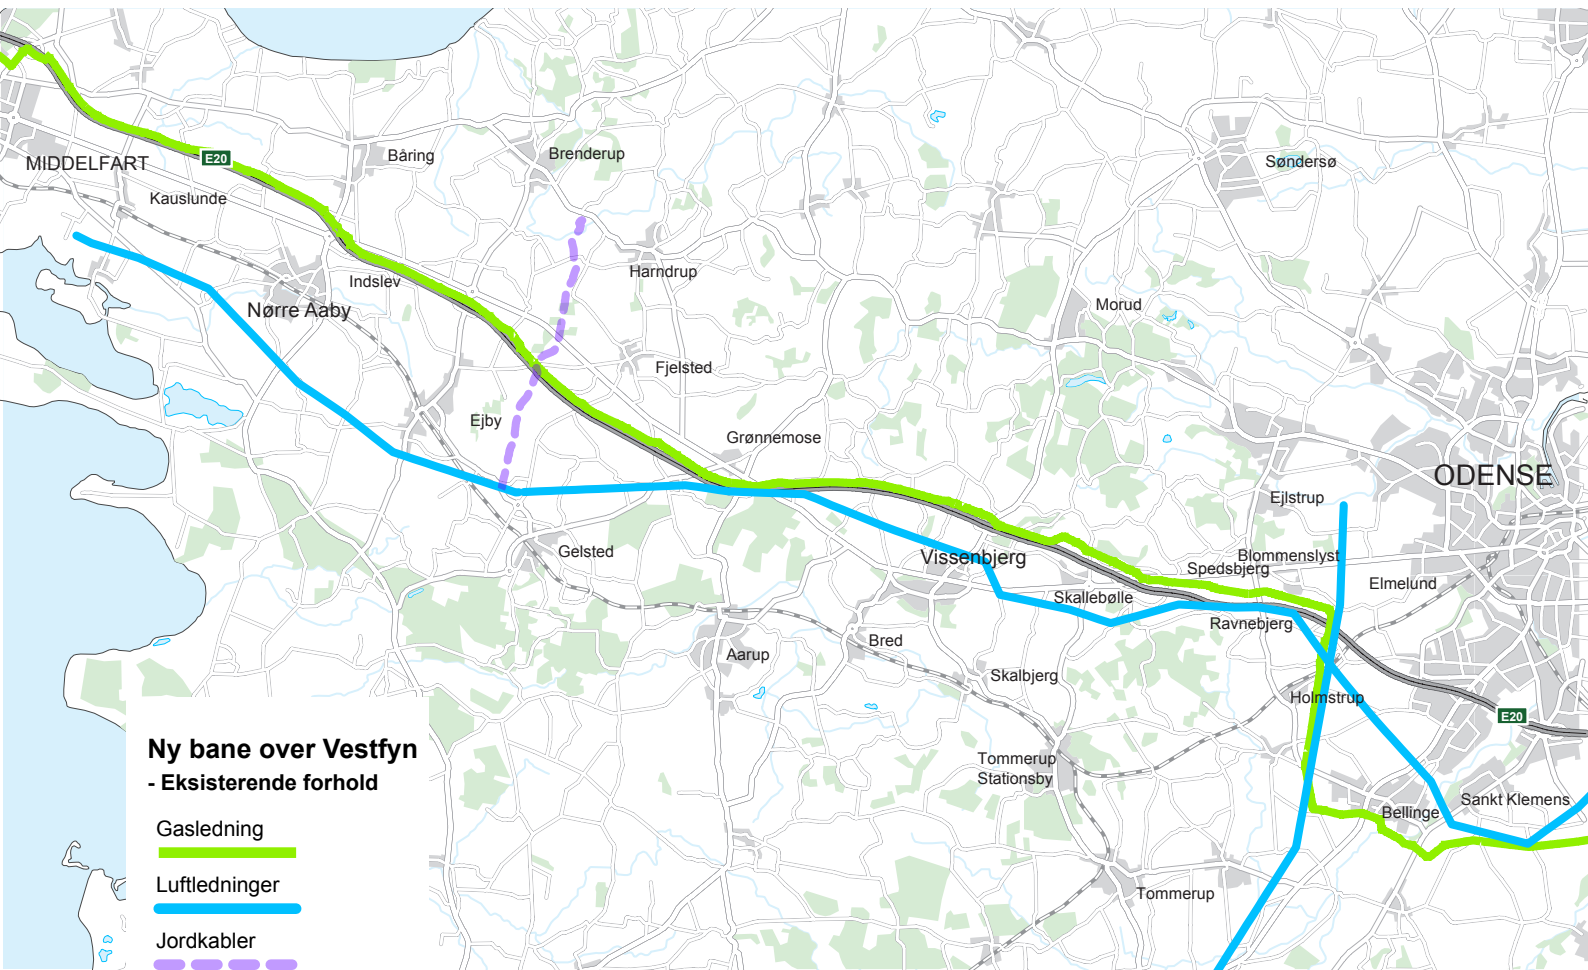 Båring
Brenderup
E20
MIDDELFART
Søndersø
Kauslunde
Harndrup
Indslev
Nørre Aaby
Morud
Fjelsted
Ejby
Grønnemose
ODENSE
Ejlstrup
Gelsted
Vissenbjerg
Blommenslyst
Spedsbjerg
Elmelund
Skallebølle
Ravnebjerg
Bred
Aarup
Skalbjerg
Holmstrup
E20
Tommerup
Stationsby
Sankt Klemens
Bellinge
Tommerup
Ny bane over Vestfyn
- Eksisterende forhold
Gasledning
Luftledninger
Jordkabler